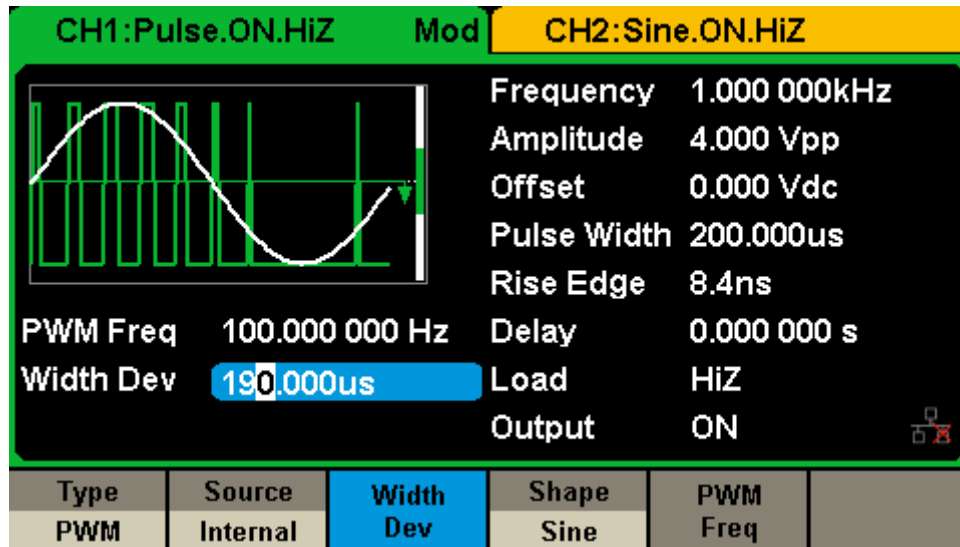 CH1:Pulse.ON.HiZ Mod CH2:Sine.ON.HiZ
Frequency 1.000 000kHz
Amplitude 4.000 Vpp
Offset 0.000 Vdc
Pulse Width 200.000us
Rise Edge 8.4ns
PWM Freq 100.000 000 Hz Delay 0.000 000 s
Width Dev 190.000us Load HiZ
Output ON
Type Source Width Dev Shape PWM Freq
PWM Internal Sine